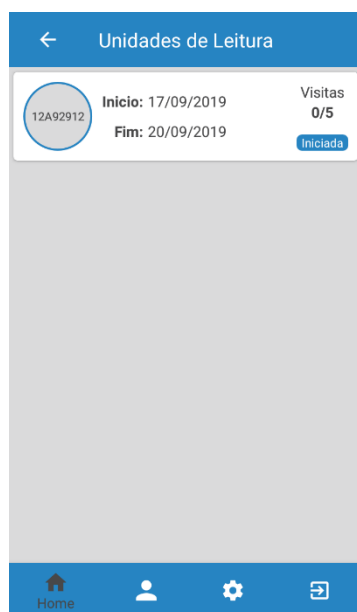 Unidades de Leitura
12A92912
Inicio: 17/09/2019
Fim: 20/09/2019
Visitas
0/5
Iniciada
Home